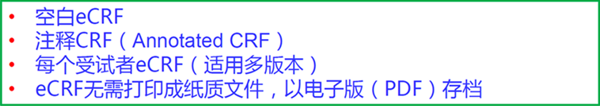 • 空白eCRF
• 注释CRF（Annotated CRF）
• 每个受试者eCRF（适用多版本）
• eCRF无需打印成纸质文件，以电子版（PDF）存档